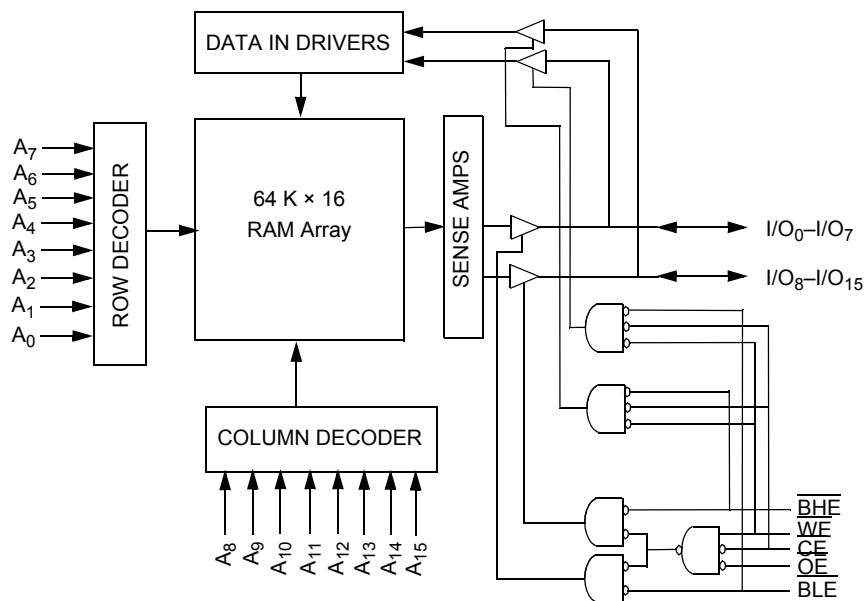 DATA IN DRIVERS
A7
A6
A5
A4
A3
A2
A1
A0
ROW DECODER
64 K × 16
RAM Array
SENSE AMPS
I/O0–I/O7
I/O8–I/O15
COLUMN DECODER
A8
A9
A10
A11
A12
A13
A14
A15
BHE
WE
CE
OE
BLE